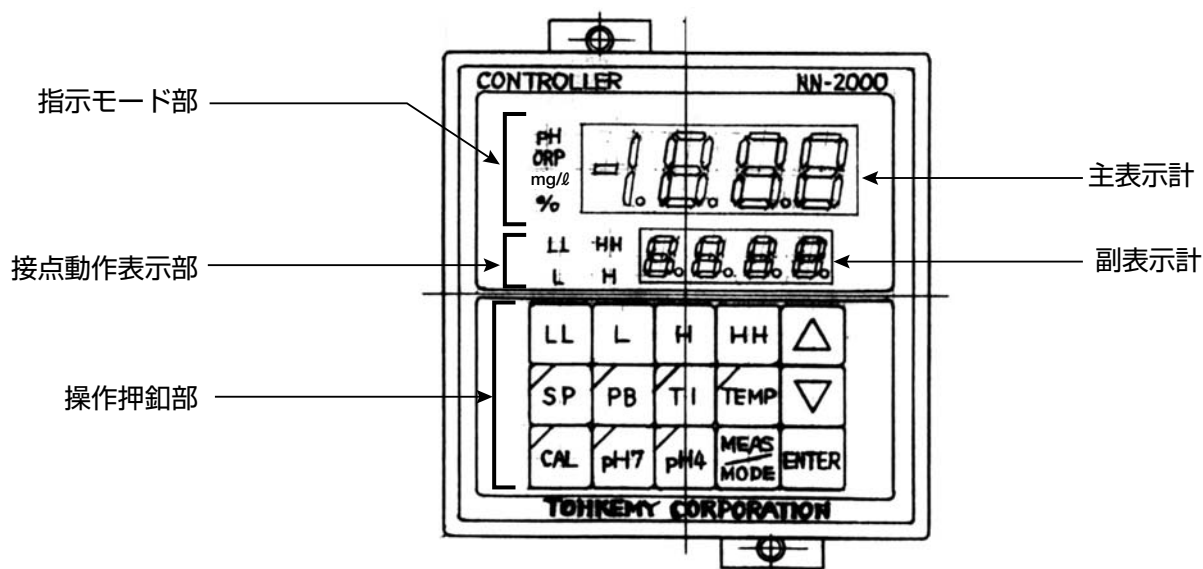 CONTROLLER NN-2000
指示モード部
pH
ORP
mg/ℓ
%
-1.8.8.8
主表示計
接点動作表示部
LL HH
L H
8.8.8.8.
副表示計
操作押釦部
LL L H HH △
SP PB TI TEMP ▽
CAL pH7 pH4 MEAS/MODE ENTER
TOHKEMY CORPORATION